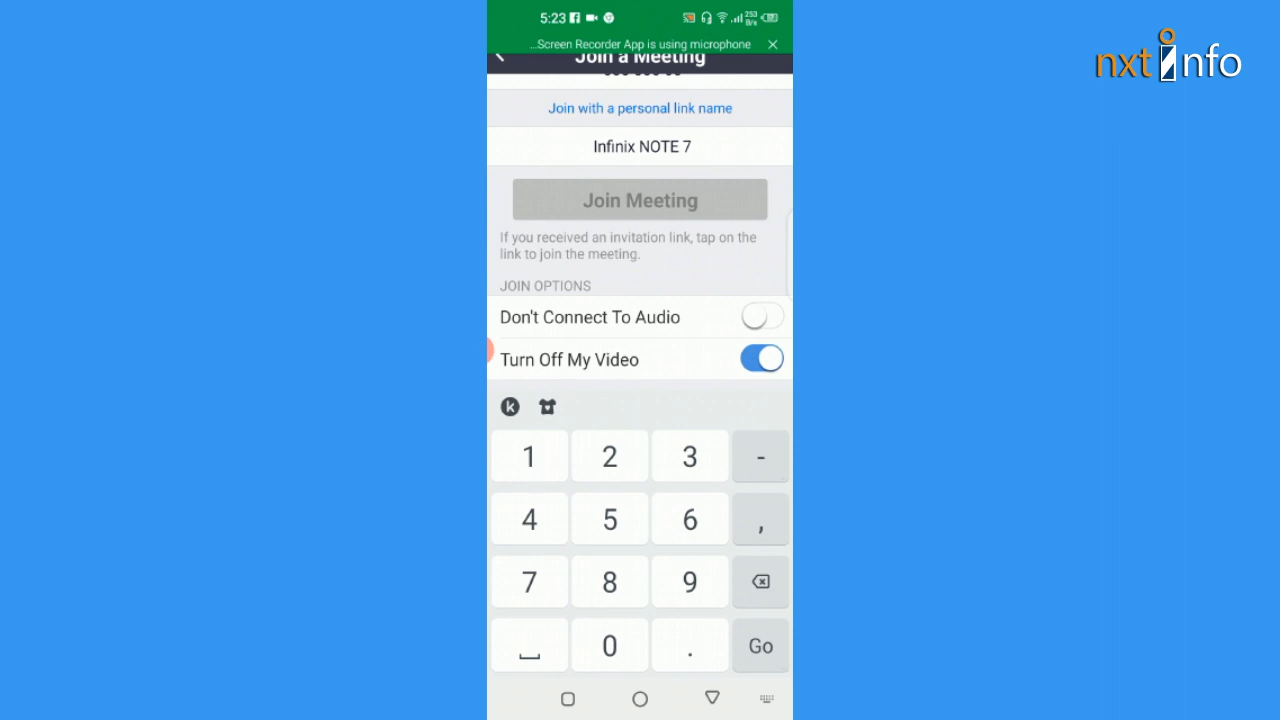 5:23
253
B/s
...Screen Recorder App is using microphone
nxt info
Join a Meeting
Join with a personal link name
Infinix NOTE 7
Join Meeting
If you received an invitation link, tap on the
link to join the meeting.
JOIN OPTIONS
Don't Connect To Audio
Turn Off My Video
k
1 2 3 -
4 5 6 ,
7 8 9
0 . Go